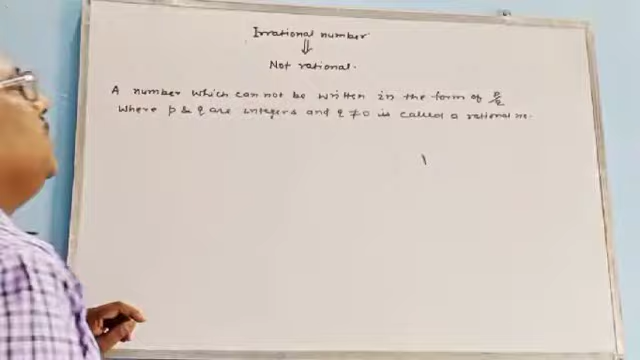 Irrational number
⇓
Not rational.
A number which can not be written in the form of p/q
where p & q are integers and q ≠ 0 is called a rational n.